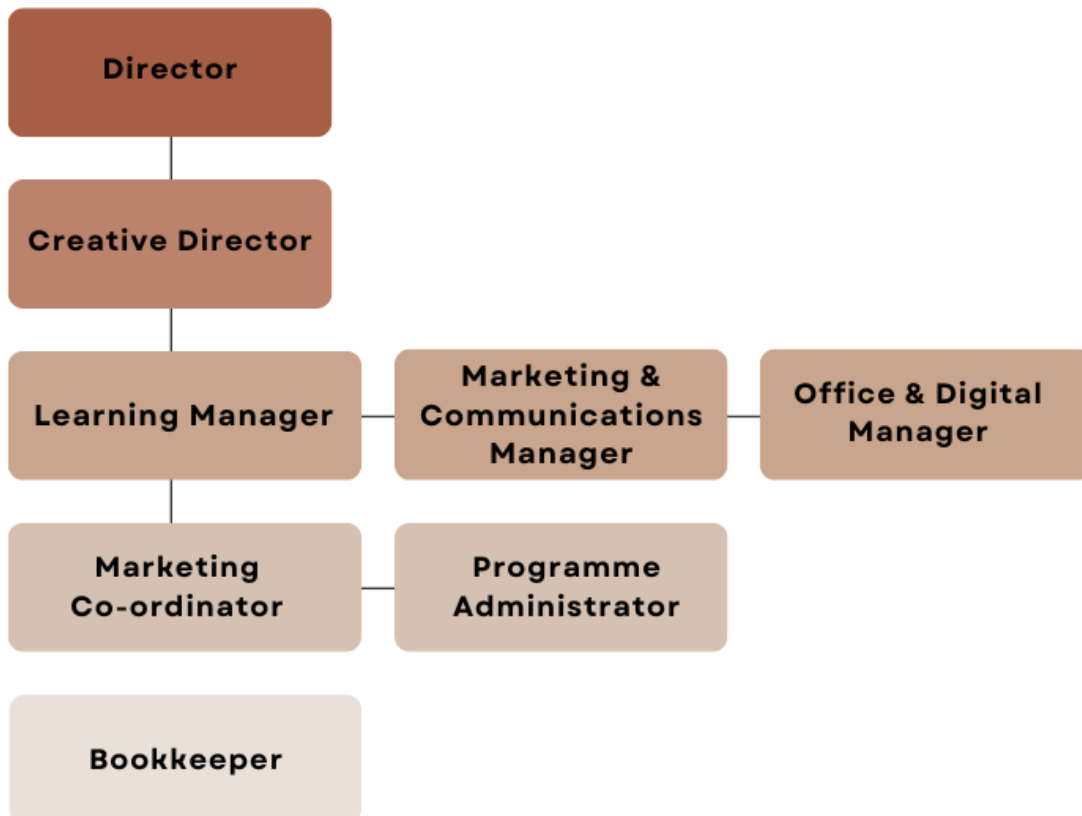 Director
Creative Director
Learning Manager
Marketing &
Communications
Manager
Office & Digital
Manager
Marketing
Co-ordinator
Programme
Administrator
Bookkeeper